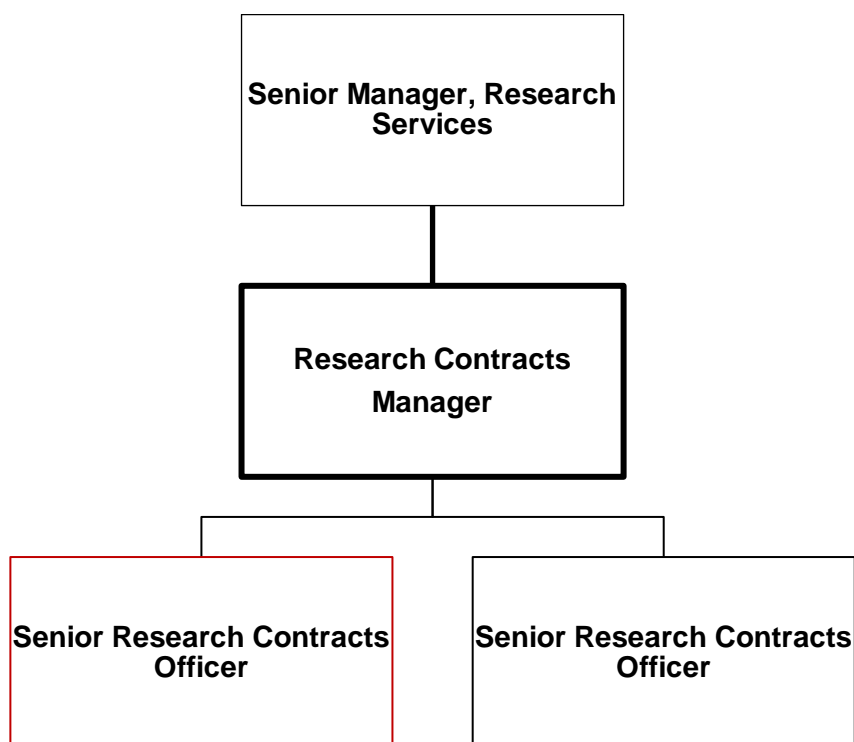 Senior Manager, Research
Services
Research Contracts
Manager
Senior Research Contracts
Officer
Senior Research Contracts
Officer